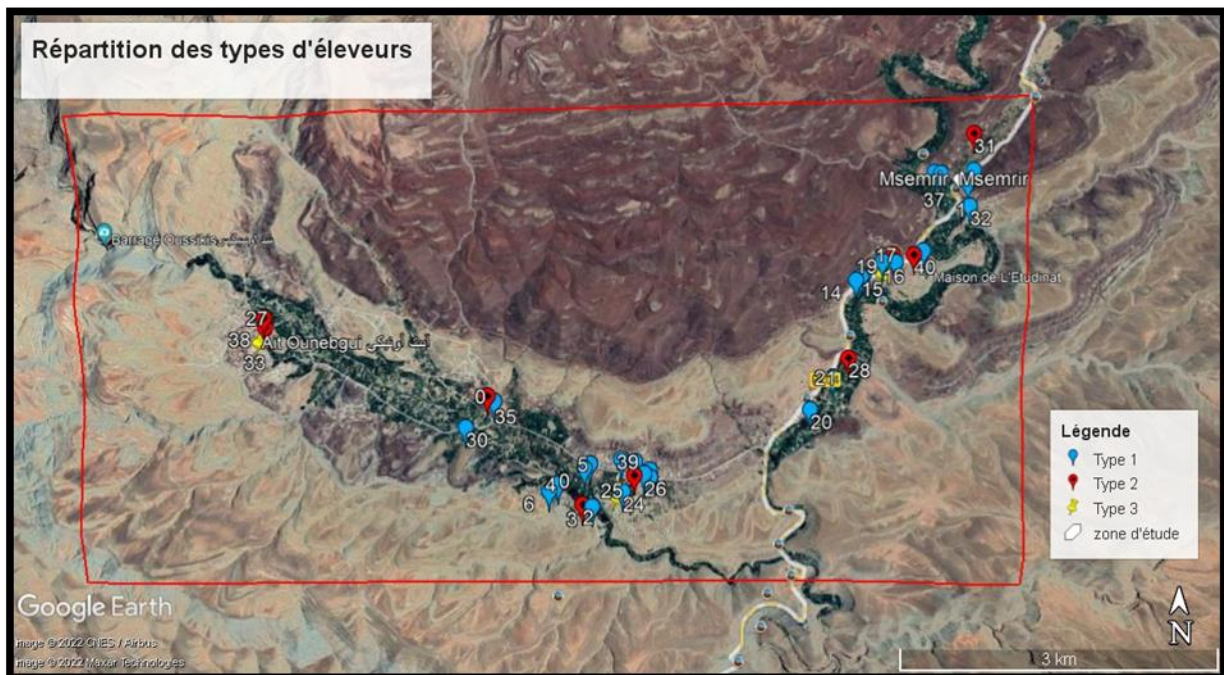 Répartition des types d'éleveurs
31
Msemrir
Msemrir
37
1
32
17
19
40
16
Maison de L'Etudinat
14
15
Barrage Oussikis
27
38
Ait Ounebgui
33
28
21
0
35
20
30
39
5
4
0
25
26
6
24
3
2
Légende
Type 1
Type 2
Type 3
zone d'étude
Google Earth
N
Image © 2022 CNES / Airbus
Image © 2022 Maxar Technologies
3 km